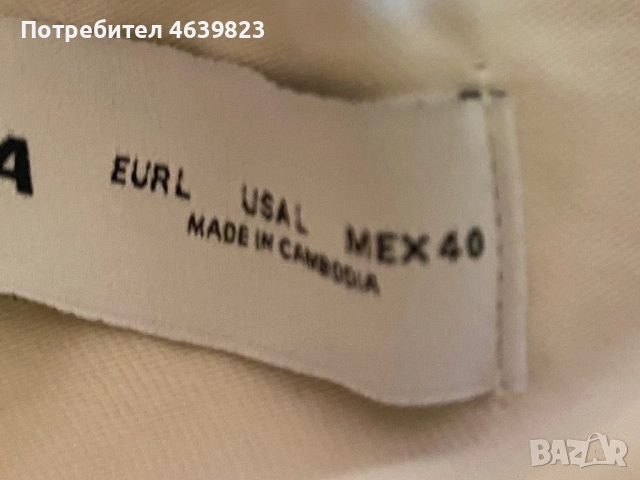 Потребител 4639823
A
EUR L USA L MEX 40
MADE IN CAMBODIA
BAZAR